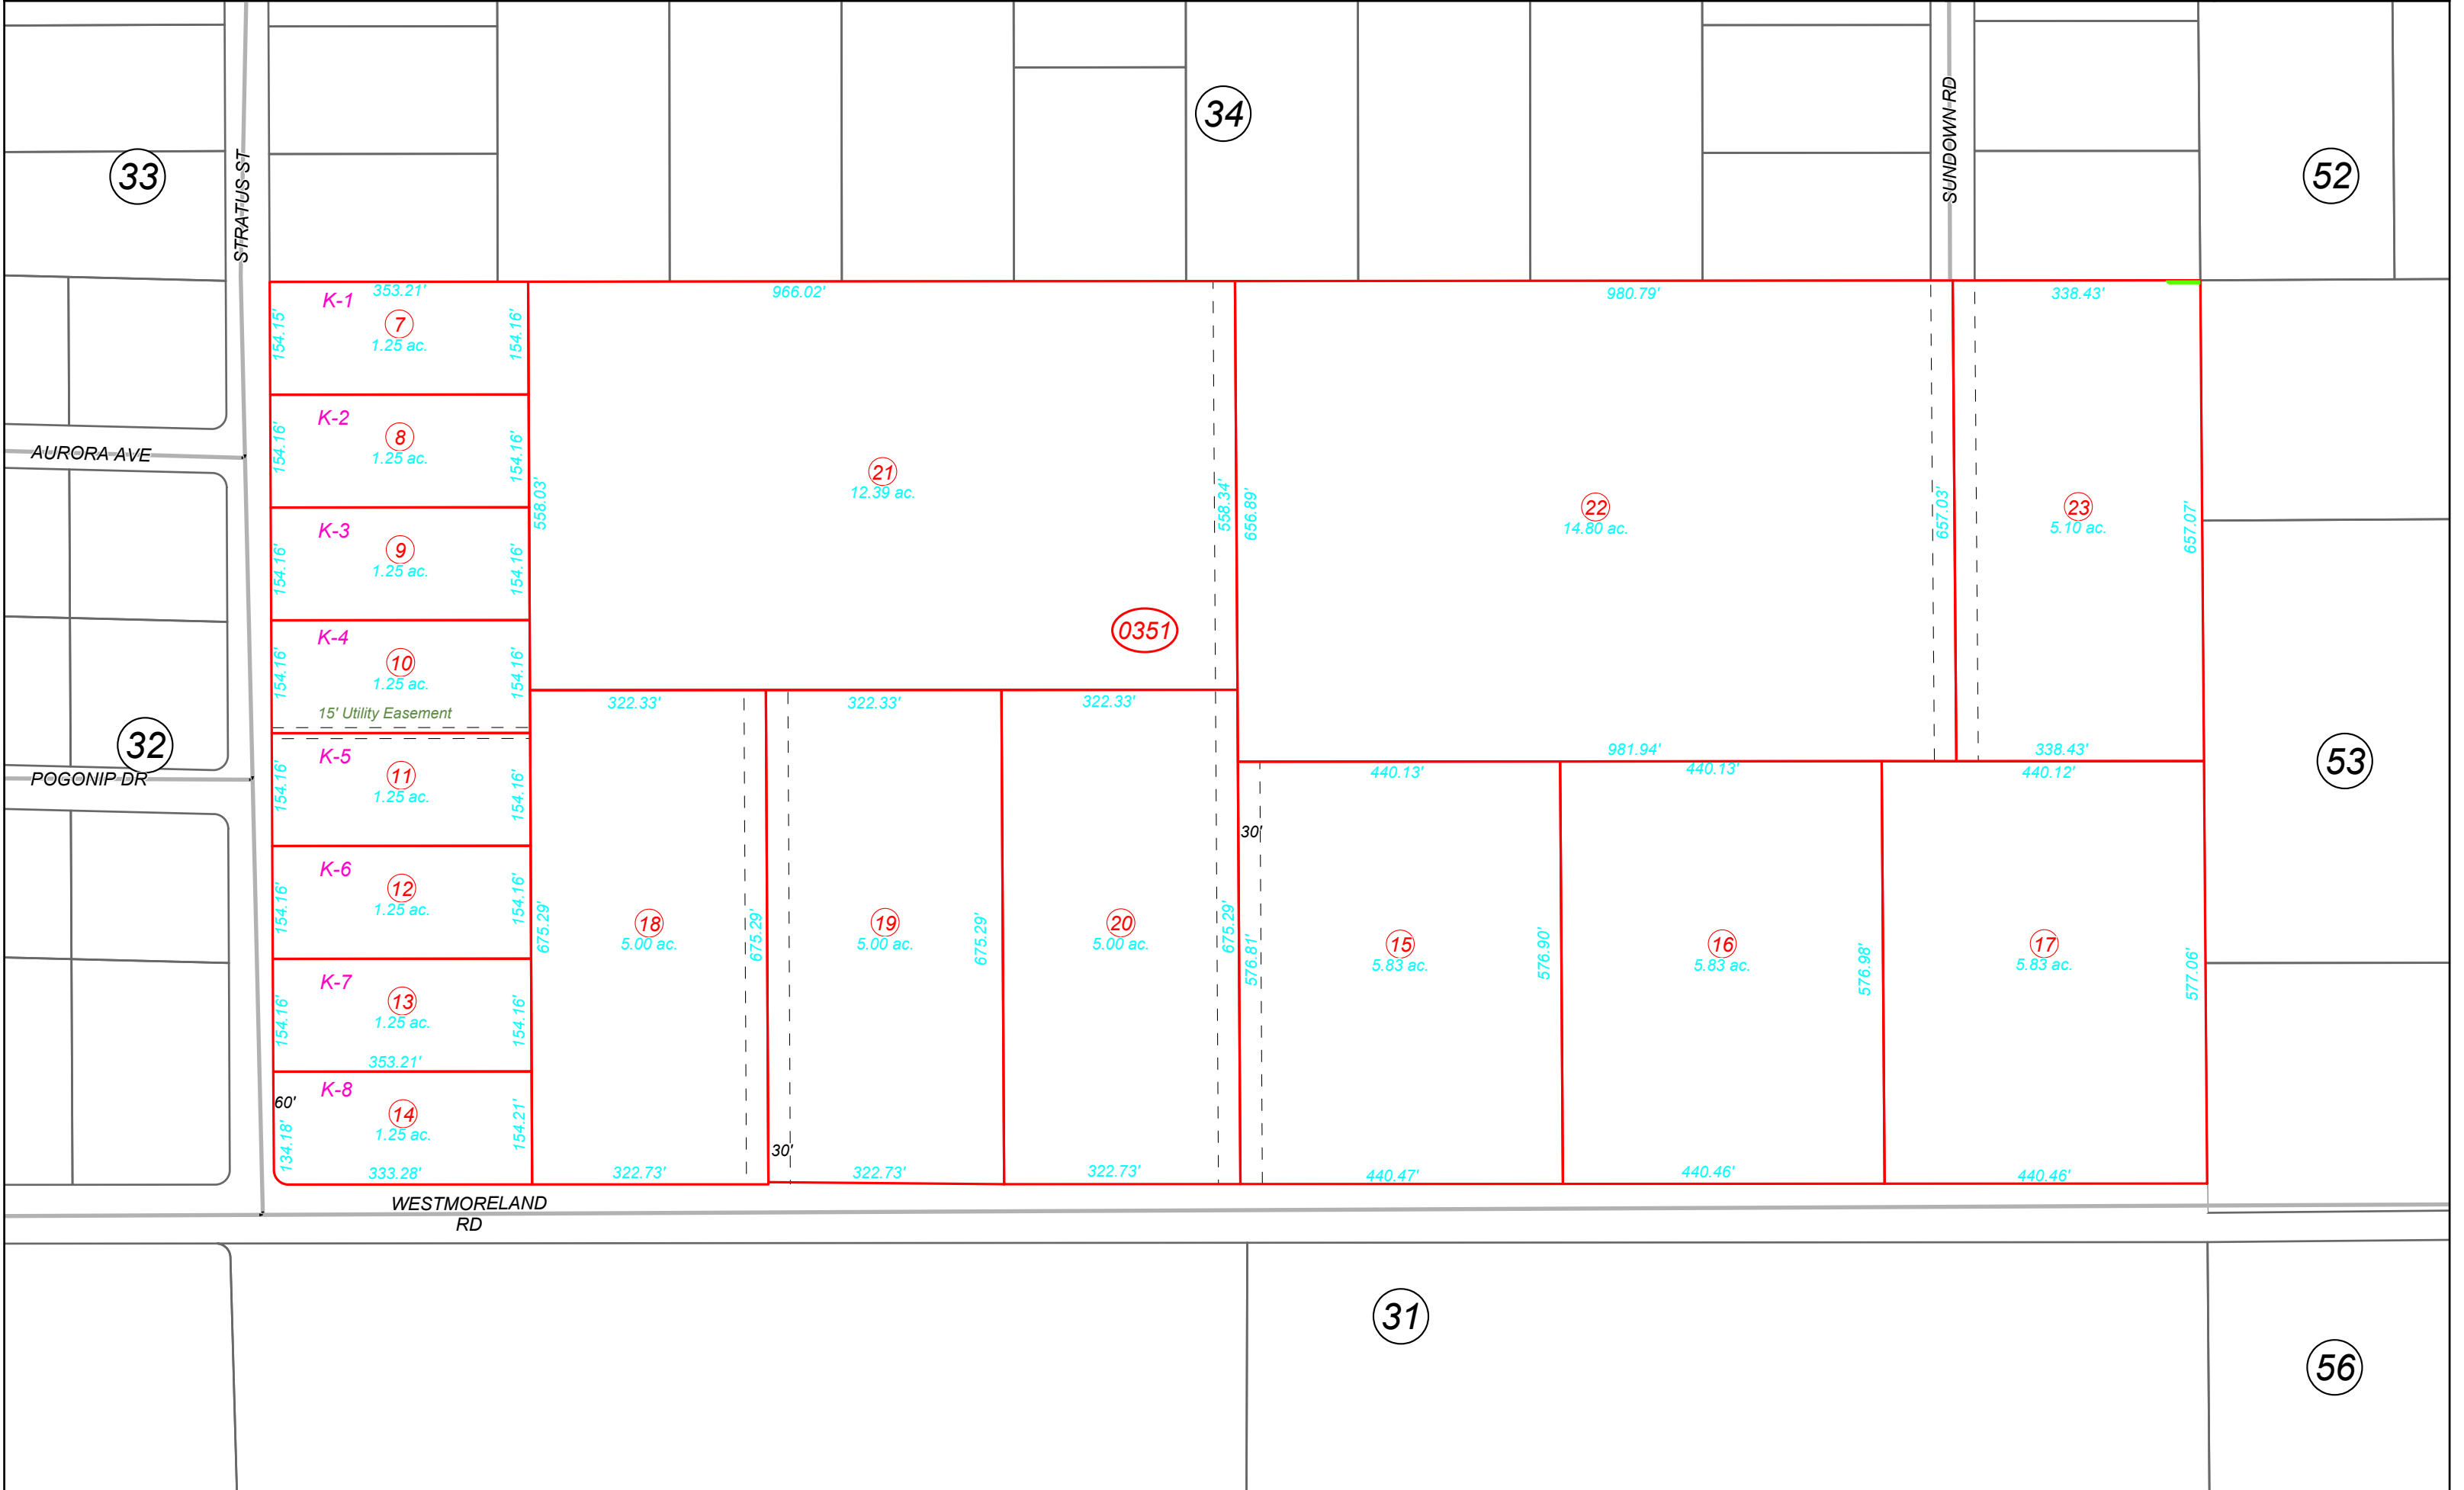 34
33
STRATUS ST
SUNDOWN RD
52
K-1
353.21'
7
1.25 ac.
154.15'
154.16'
966.02'
980.79'
338.43'
K-2
8
1.25 ac.
154.16'
154.16'
AURORA AVE
K-3
9
1.25 ac.
154.16'
154.16'
558.03'
21
12.39 ac.
558.34'
656.89'
22
14.80 ac.
657.03'
23
5.10 ac.
657.07'
0351
K-4
10
1.25 ac.
154.16'
154.16'
15' Utility Easement
322.33'
322.33'
322.33'
32
POGONIP DR
K-5
11
1.25 ac.
154.16'
154.16'
981.94'
338.43'
440.13'
440.13'
440.12'
53
30'
K-6
12
1.25 ac.
154.16'
154.16'
675.29'
18
5.00 ac.
675.29'
19
5.00 ac.
675.29'
20
5.00 ac.
675.29'
576.81'
15
5.83 ac.
576.90'
16
5.83 ac.
576.98'
17
5.83 ac.
577.06'
K-7
13
1.25 ac.
154.16'
154.16'
353.21'
K-8
60'
14
1.25 ac.
134.18'
154.21'
333.28'
30'
322.73'
322.73'
322.73'
440.47'
440.46'
440.46'
WESTMORELAND
RD
31
56